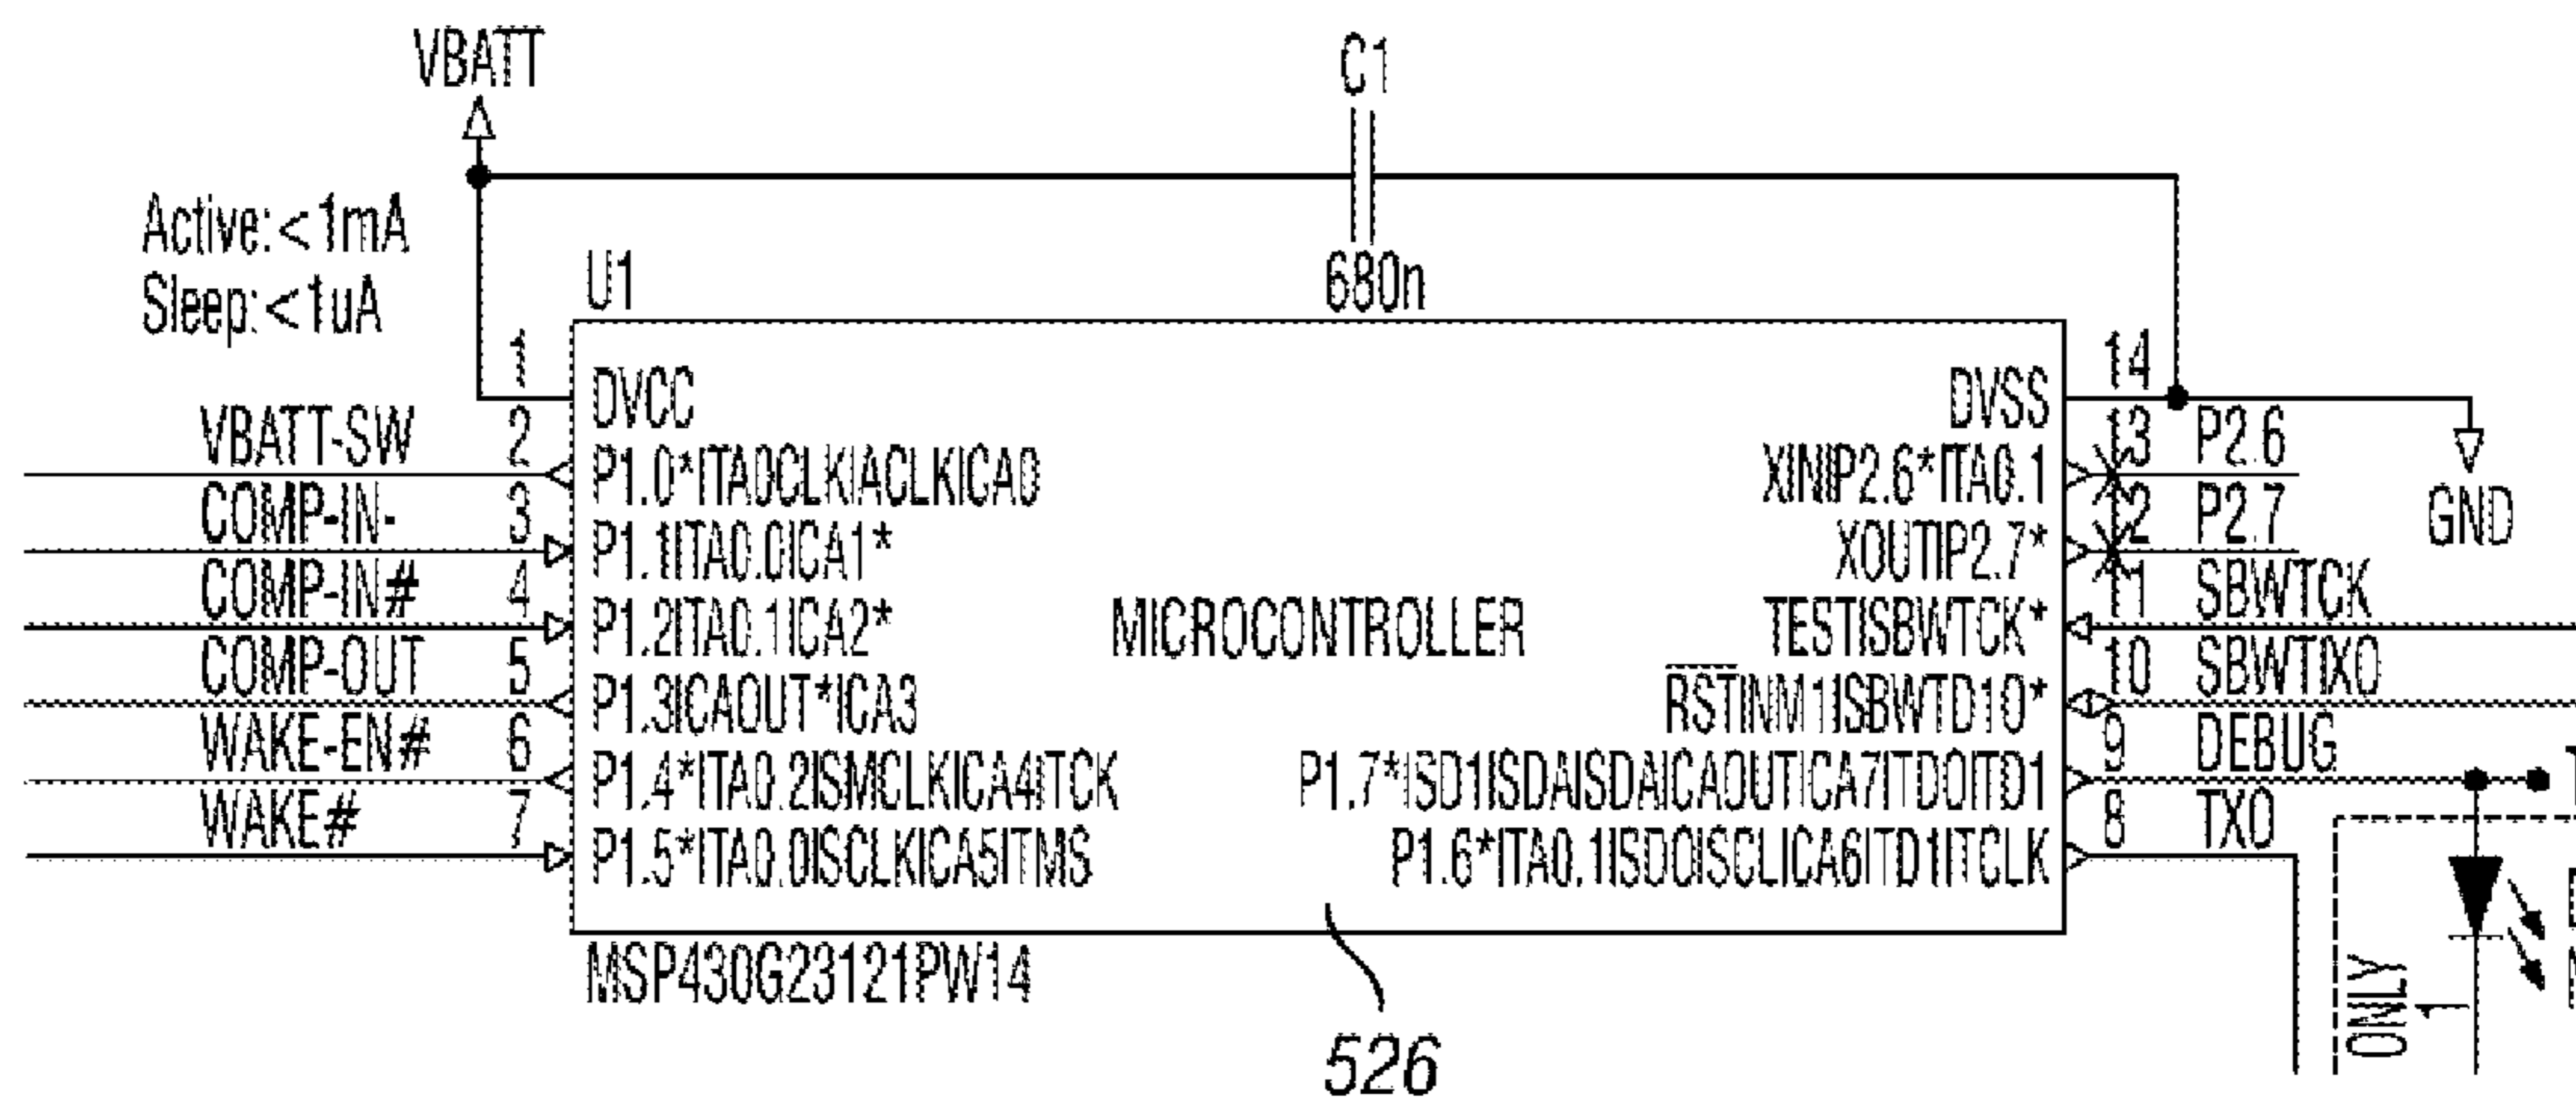 VBATT
C1
Active:<1mA
Sleep:<1uA
680n
U1
1
DVCC
DVSS
14
VBATT-SW
2
P1.0*ITA0CLKIACLKICA0
XINIP2.6*ITA0.1
13
P2.6
COMP-IN-
3
P1.1ITA0.0ICA1*
XOUTIP2.7*
12
P2.7
GND
COMP-IN#
4
P1.2ITA0.1ICA2*
MICROCONTROLLER
TESTISBWTCK*
11
SBWTCK
COMP-OUT
5
P1.3ICAOUT*ICA3
R̅S̅T̅INM1ISBWTD10*
10
SBWTIXO
WAKE-EN#
6
P1.4*ITA0.2ISMCLKICA4ITCK
P1.7*ISD1ISDAISDAICAOUTICA7ITDOITD1
9
DEBUG
WAKE#
7
P1.5*ITA0.0ISCLKICA5ITMS
P1.6*ITA0.1ISDOISCLICA6ITD1ITCLK
8
TXO
MSP430G23121PW14
ONLY
526